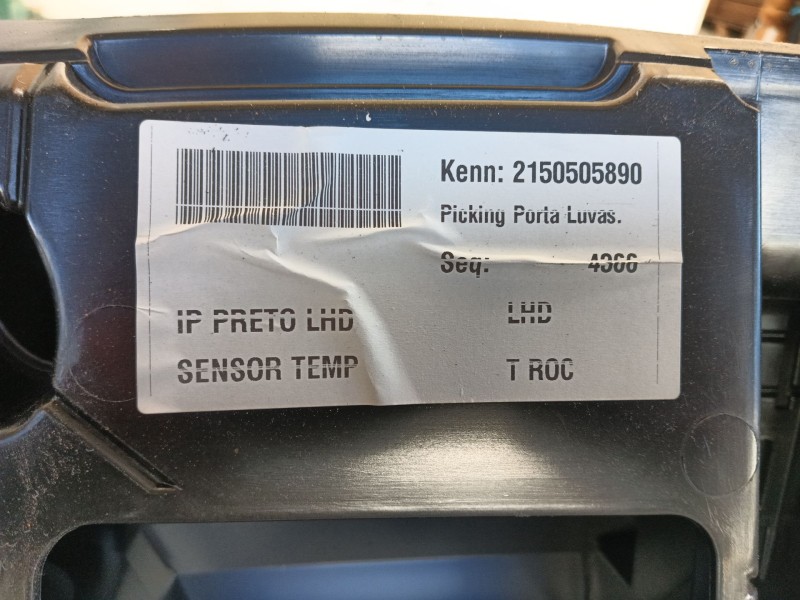 Kenn: 2150505890
Picking Porta Luvas.
Seq: 4366
IP PRETO LHD LHD
SENSOR TEMP T ROC